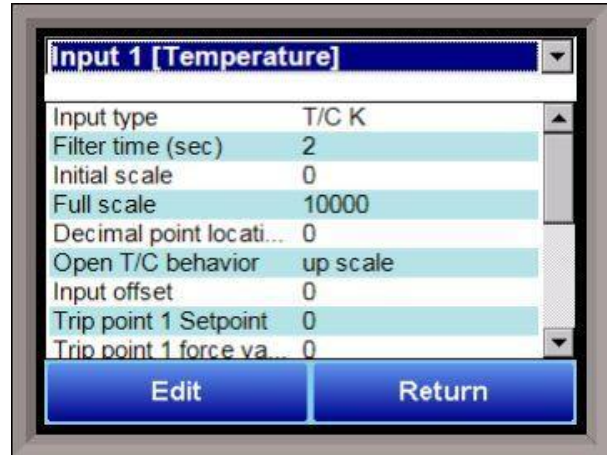 Input 1 [Temperature]
Input type T/C K
Filter time (sec) 2
Initial scale 0
Full scale 10000
Decimal point locati... 0
Open T/C behavior up scale
Input offset 0
Trip point 1 Setpoint 0
Trip point 1 force va... 0
Edit Return